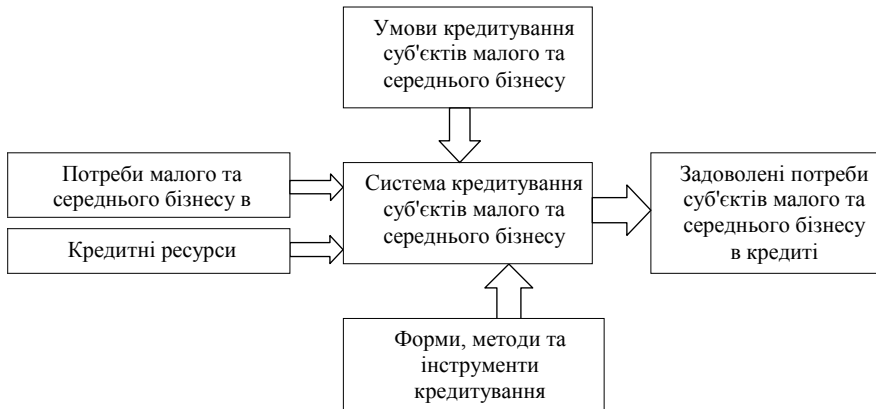 Умови кредитування
суб'єктів малого та
середнього бізнесу
Потреби малого та
середнього бізнесу в
Кредитні ресурси
Система кредитування
суб'єктів малого та
середнього бізнесу
Задоволені потреби
суб'єктів малого та
середнього бізнесу
в кредиті
Форми, методи та
інструменти
кредитування